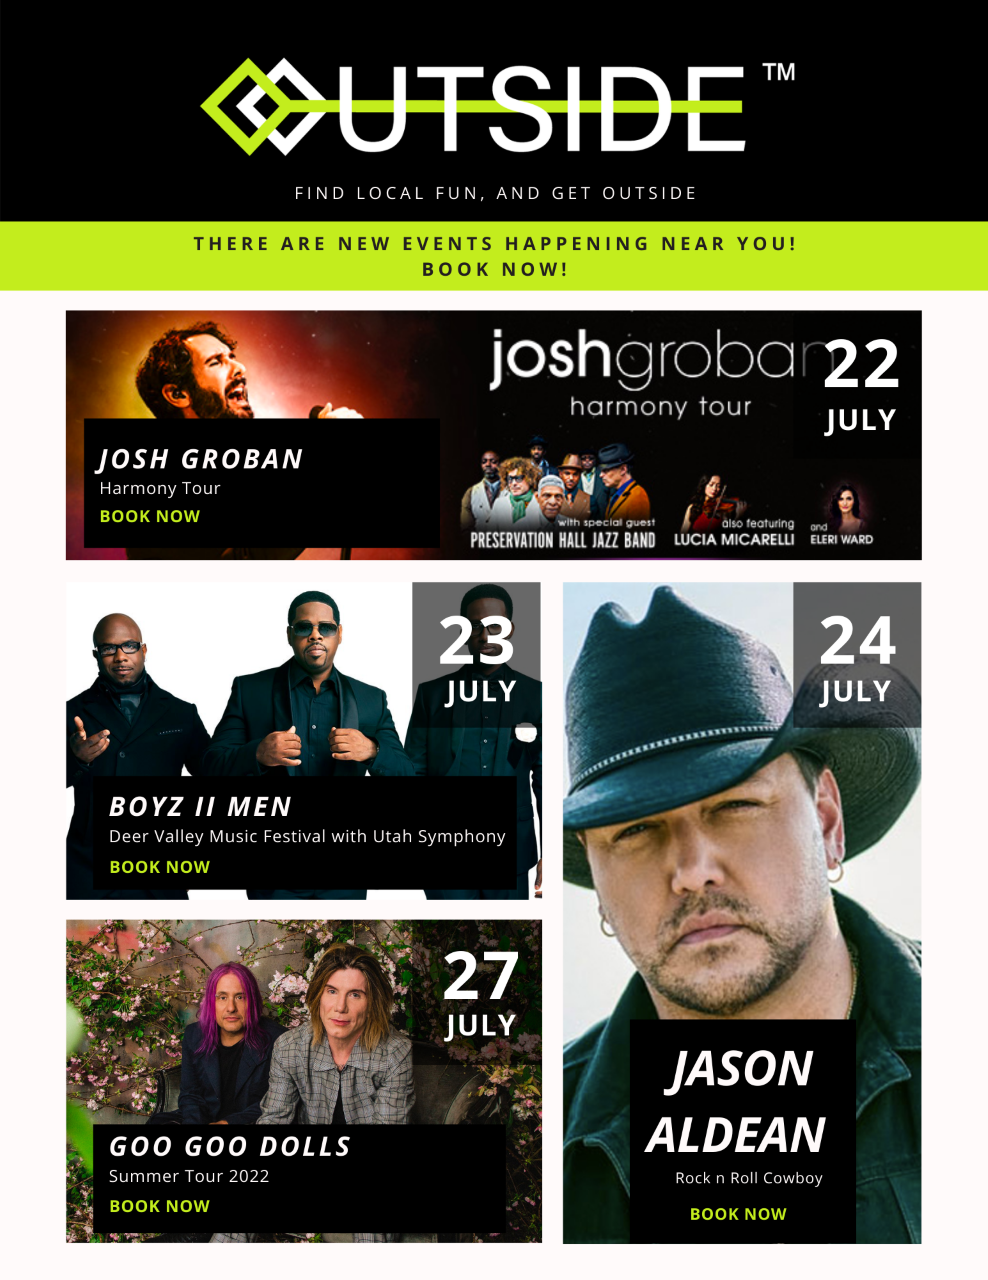 OUTSIDE™
FIND LOCAL FUN, AND GET OUTSIDE
THERE ARE NEW EVENTS HAPPENING NEAR YOU!
BOOK NOW!
joshgroban
harmony tour
22
JULY
JOSH GROBAN
Harmony Tour
BOOK NOW
with special guest
PRESERVATION HALL JAZZ BAND
also featuring
LUCIA MICARELLI
and
ELERI WARD
23
JULY
BOYZ II MEN
Deer Valley Music Festival with Utah Symphony
BOOK NOW
24
JULY
JASON
ALDEAN
Rock n Roll Cowboy
BOOK NOW
27
JULY
GOO GOO DOLLS
Summer Tour 2022
BOOK NOW